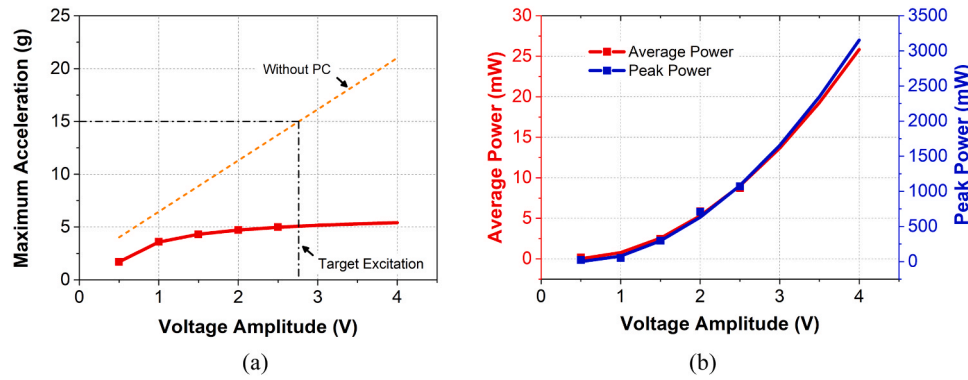 25
20
15
10
5
0
Maximum Acceleration (g)
Without PC
Target Excitation
0 1 2 3 4
Voltage Amplitude (V)
(a)
30
25
20
15
10
5
0
Average Power (mW)
Average Power
Peak Power
3500
3000
2500
2000
1500
1000
500
0
Peak Power (mW)
0 1 2 3 4
Voltage Amplitude (V)
(b)